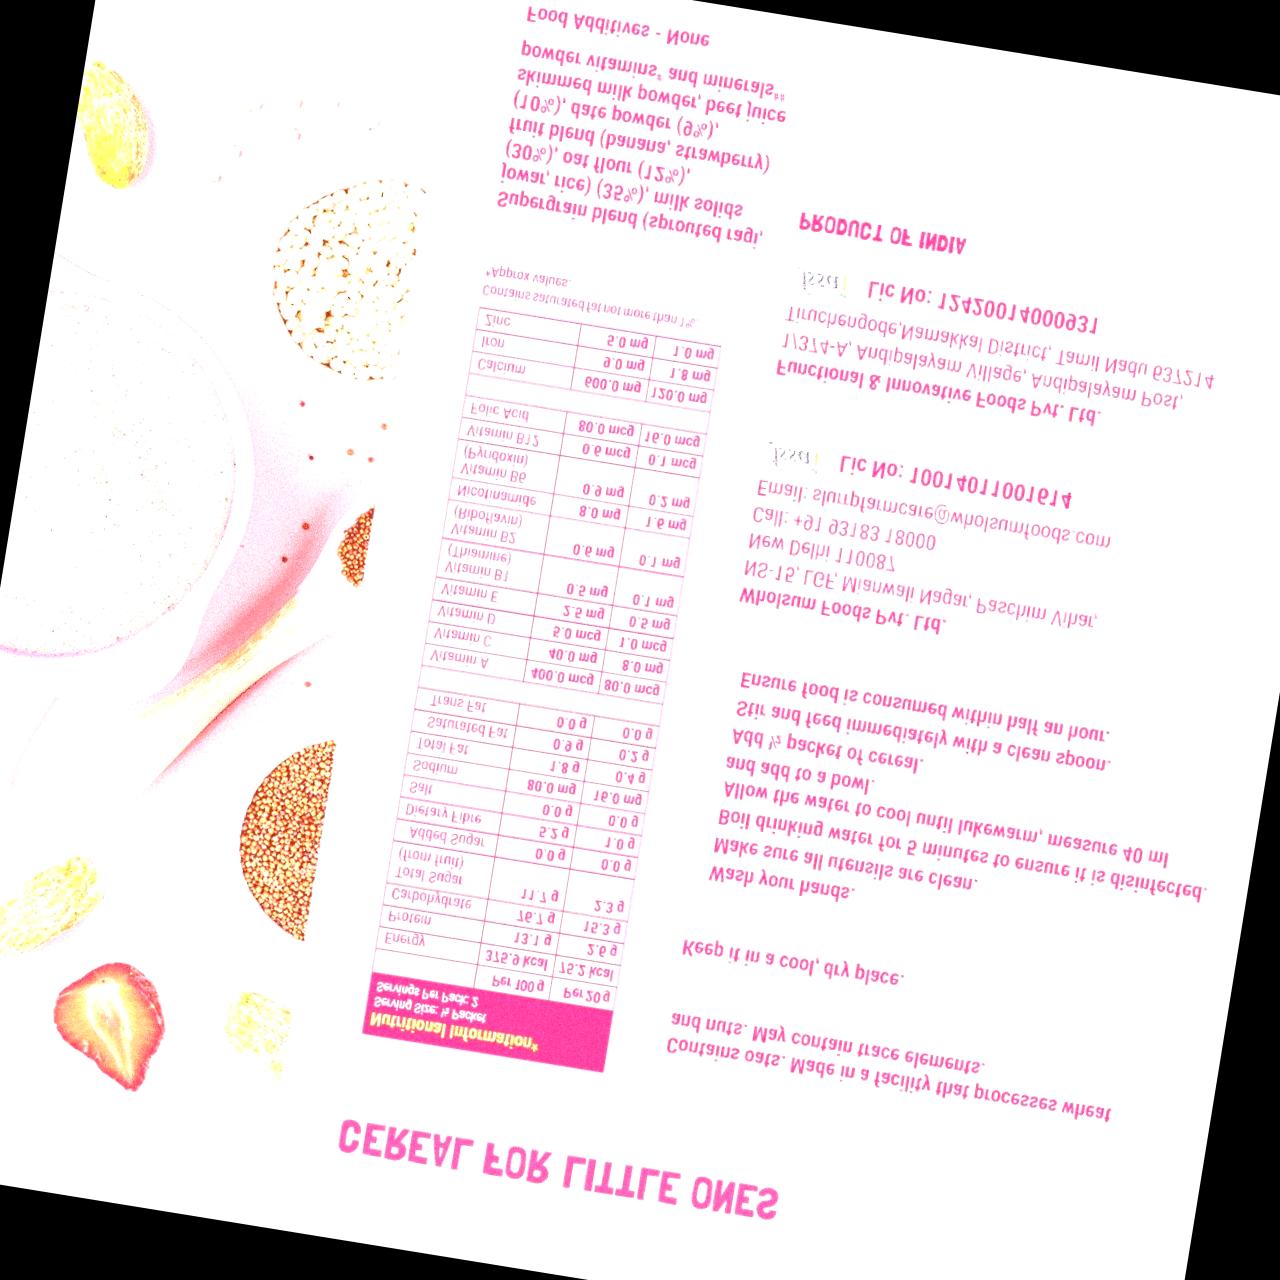 CEREAL FOR LITTLE ONES
Nutritional Information*
Serving Size: ½ Packet
Servings Per Pack: 2
Per 100 g Per 20 g
Energy 375.9 kcal 75.2 kcal
Protein 13.1 g 2.6 g
Carbohydrate 76.7 g 15.3 g
Total Sugar
(from fruit) 11.7 g 2.3 g
Added Sugar 0.0 g 0.0 g
Dietary Fibre 5.2 g 1.0 g
Salt 0.0 g 0.0 g
Sodium 80.0 mg 16.0 mg
Total Fat 1.8 g 0.4 g
Saturated Fat 0.9 g 0.2 g
Trans Fat 0.0 g 0.0 g
Vitamin A 400.0 mcg 80.0 mcg
Vitamin C 40.0 mg 8.0 mg
Vitamin D 5.0 mcg 1.0 mcg
Vitamin E 2.5 mg 0.5 mg
Vitamin B1
(Thiamine) 0.5 mg 0.1 mg
Vitamin B2
(Riboflavin) 0.6 mg 0.1 mg
Nicotinamide 8.0 mg 1.6 mg
Vitamin B6
(Pyridoxin) 0.9 mg 0.2 mg
Vitamin B12 0.6 mcg 0.1 mcg
Folic Acid 80.0 mcg 16.0 mcg
Calcium 600.0 mg 120.0 mg
Iron 9.0 mg 1.8 mg
Zinc 5.0 mg 1.0 mg
Contains saturated fat not more than 1%.
*Approx values.
Supergrain blend (sprouted ragi,
jowar, rice) (35%), milk solids
(30%), oat flour (12%),
fruit blend (banana, strawberry)
(10%), date powder (9%),
skimmed milk powder, beet juice
powder vitamins* and minerals**
Food Additives - None
Contains oats. Made in a facility that processes wheat
and nuts. May contain trace elements.
Keep it in a cool, dry place.
Wash your hands.
Make sure all utensils are clean.
Boil drinking water for 5 minutes to ensure it is disinfected.
Allow the water to cool until lukewarm, measure 40 ml
and add to a bowl.
Add ½ packet of cereal.
Stir and feed immediately with a clean spoon.
Ensure food is consumed within half an hour.
Wholsum Foods Pvt. Ltd.
NS-15, LGF, Mianwali Nagar, Paschim Vihar,
New Delhi 110087
Call: +91 93183 18000
Email: slurrpfarmcare@wholsumfoods.com
fssai Lic No: 10014011001614
Functional & Innovative Foods Pvt. Ltd.
1/374-A, Andipalayam Village, Andipalayam Post,
Tiruchengode,Namakkal District, Tamil Nadu 637214
fssai Lic No: 12420014000931
PRODUCT OF INDIA